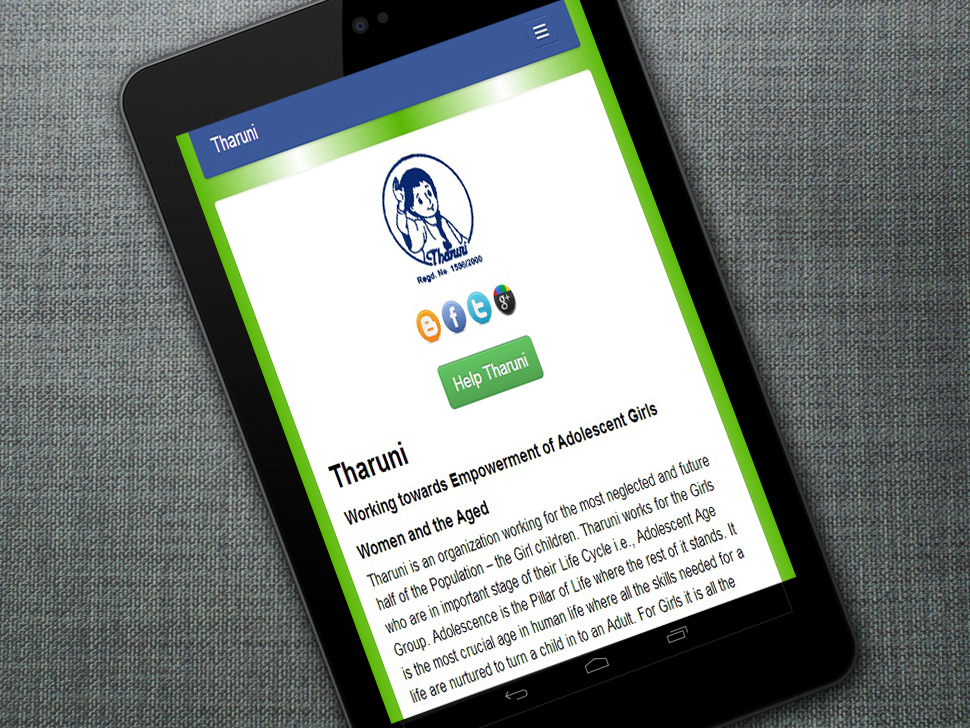 Tharuni
Tharuni
Regd. No. 1596/2000
Help Tharuni
Tharuni
Working towards Empowerment of Adolescent Girls
Women and the Aged
Tharuni is an organization working for the most neglected and future
half of the Population – the Girl children. Tharuni works for the Girls
who are in important stage of their Life Cycle i.e., Adolescent Age
Group. Adolescence is the Pillar of Life where the rest of it stands. It
is the most crucial age in human life where all the skills needed for a
life are nurtured to turn a child in to an Adult. For Girls it is all the